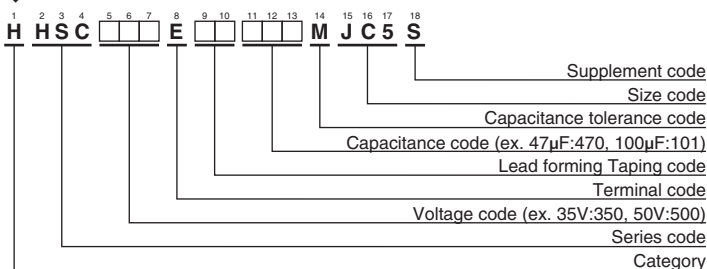 1 2 3 4 5 6 7 8 9 10 11 12 13 14 15 16 17 18
H HSC □□□ E □□ □□□ M JC5 S
Supplement code
Size code
Capacitance tolerance code
Capacitance code (ex. 47µF:470, 100µF:101)
Lead forming Taping code
Terminal code
Voltage code (ex. 35V:350, 50V:500)
Series code
Category